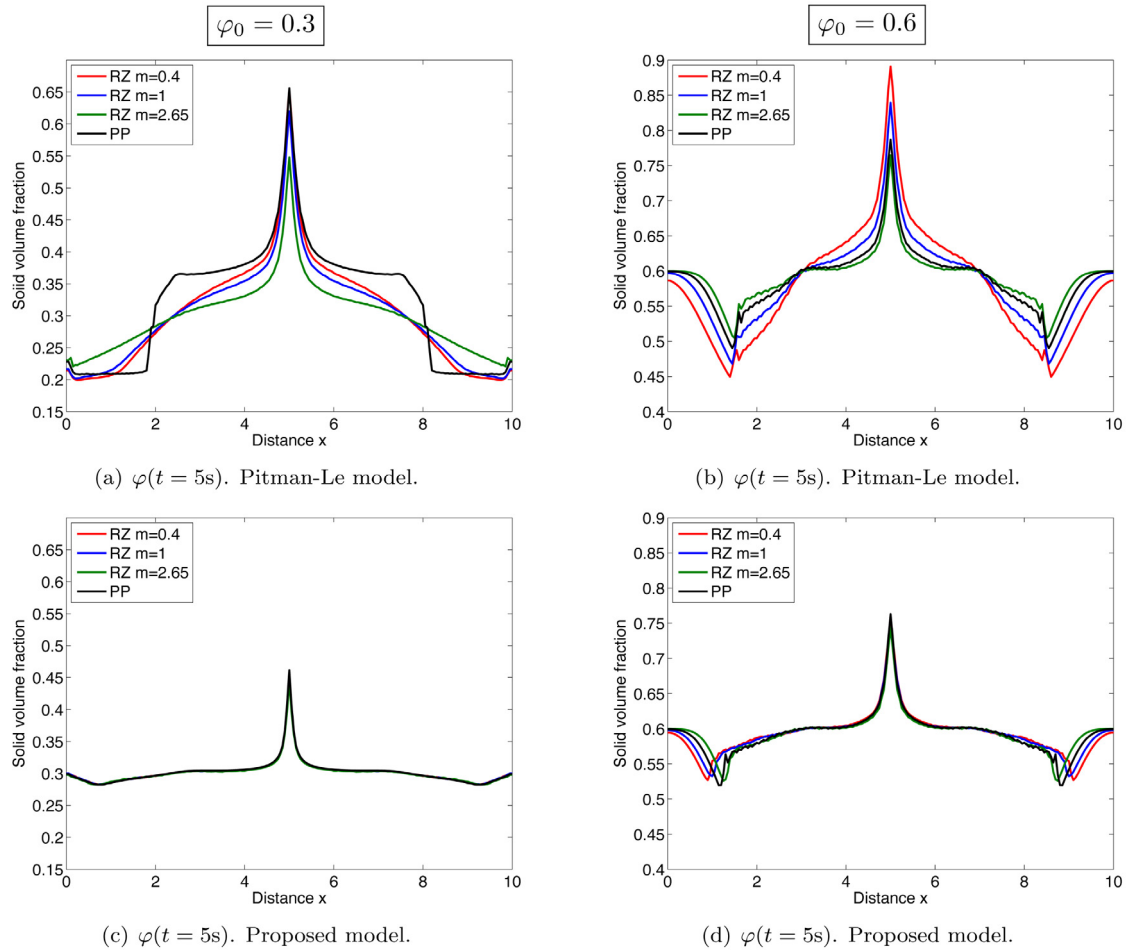 φ₀ = 0.3
φ₀ = 0.6
RZ m=0.4
RZ m=1
RZ m=2.65
PP
Solid volume fraction
0.65
0.6
0.55
0.5
0.45
0.4
0.35
0.3
0.25
0.2
0.15
0 2 4 6 8 10
Distance x
(a) φ(t = 5s). Pitman-Le model.
RZ m=0.4
RZ m=1
RZ m=2.65
PP
Solid volume fraction
0.9
0.85
0.8
0.75
0.7
0.65
0.6
0.55
0.5
0.45
0.4
0 2 4 6 8 10
Distance x
(b) φ(t = 5s). Pitman-Le model.
RZ m=0.4
RZ m=1
RZ m=2.65
PP
Solid volume fraction
0.65
0.6
0.55
0.5
0.45
0.4
0.35
0.3
0.25
0.2
0.15
0 2 4 6 8 10
Distance x
(c) φ(t = 5s). Proposed model.
RZ m=0.4
RZ m=1
RZ m=2.65
PP
Solid volume fraction
0.9
0.85
0.8
0.75
0.7
0.65
0.6
0.55
0.5
0.45
0.4
0 2 4 6 8 10
Distance x
(d) φ(t = 5s). Proposed model.